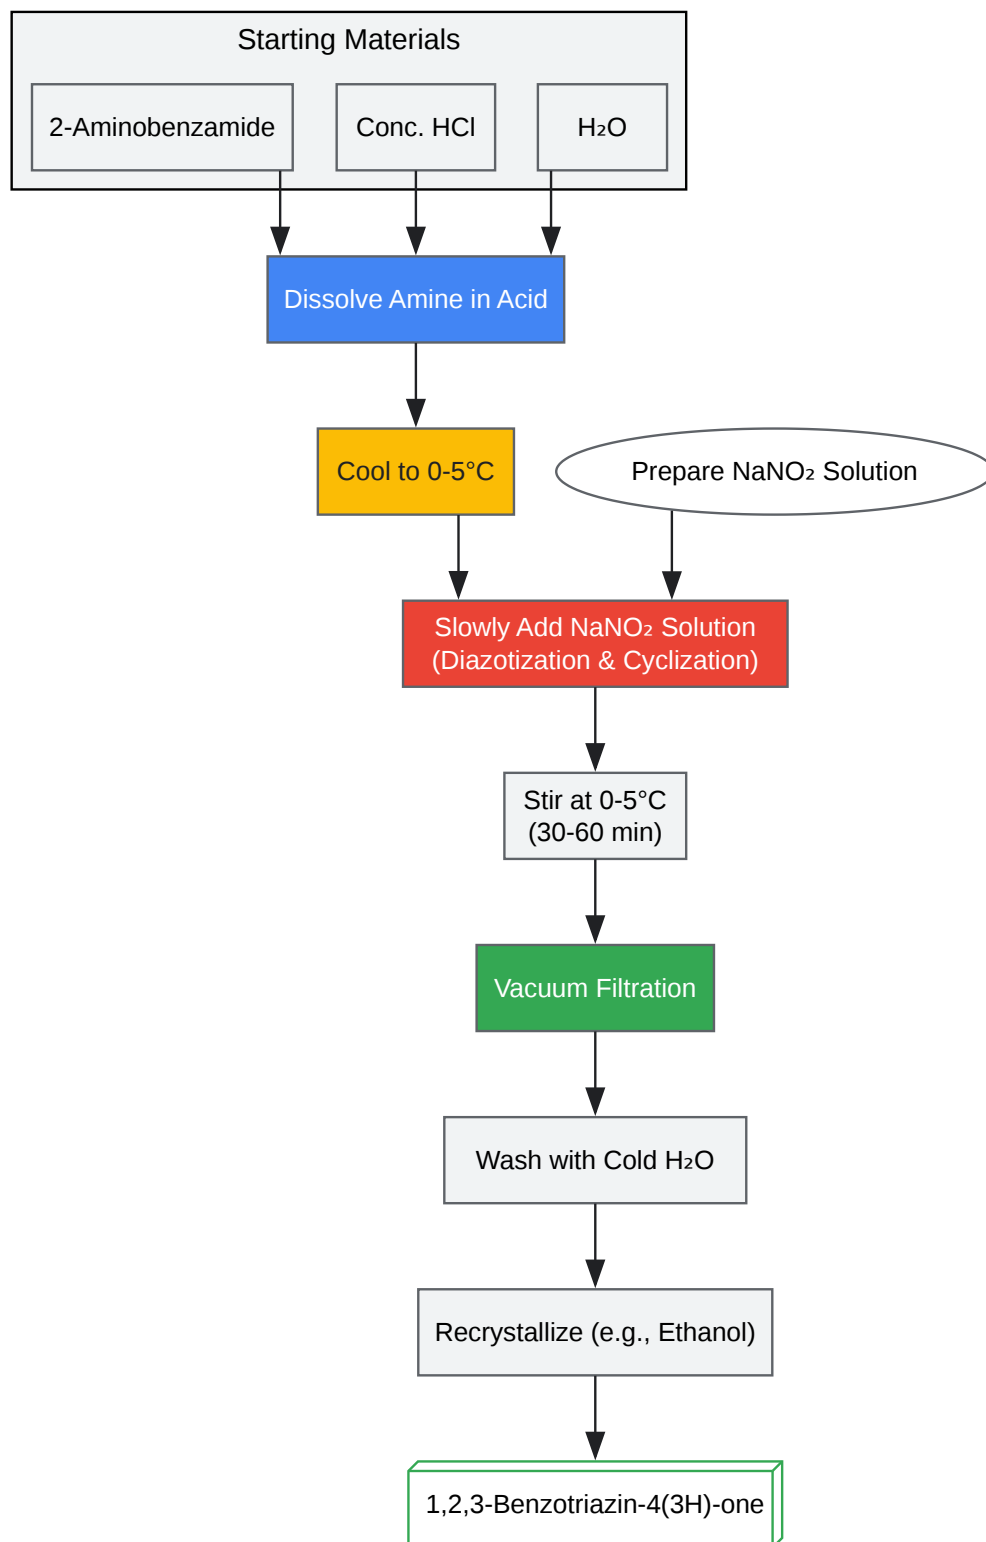 Starting Materials
2-Aminobenzamide
Conc. HCl
H₂O
Dissolve Amine in Acid
Cool to 0-5°C
Prepare NaNO₂ Solution
Slowly Add NaNO₂ Solution
(Diazotization & Cyclization)
Stir at 0-5°C
(30-60 min)
Vacuum Filtration
Wash with Cold H₂O
Recrystallize (e.g., Ethanol)
1,2,3-Benzotriazin-4(3H)-one